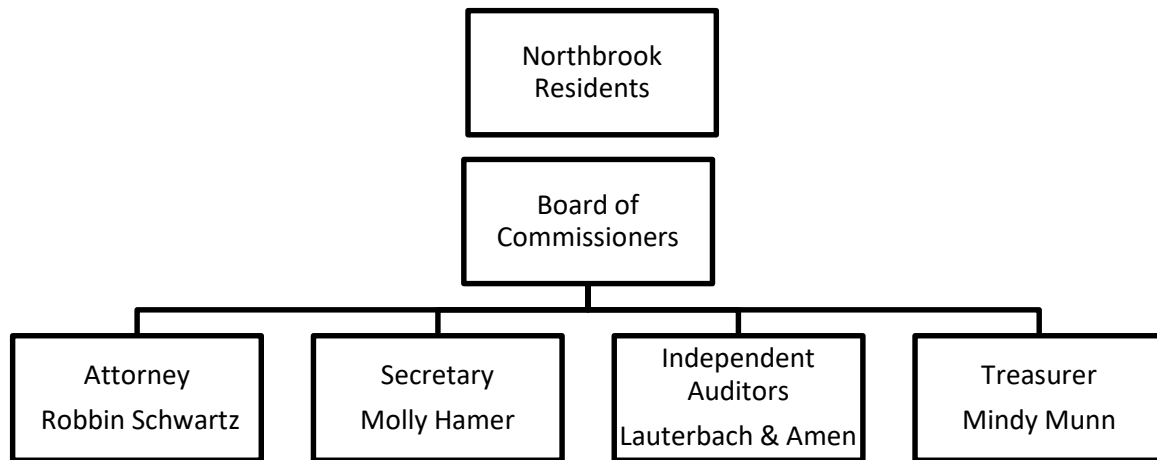 Northbrook
Residents
Board of
Commissioners
Attorney
Robbin Schwartz
Secretary
Molly Hamer
Independent
Auditors
Lauterbach & Amen
Treasurer
Mindy Munn